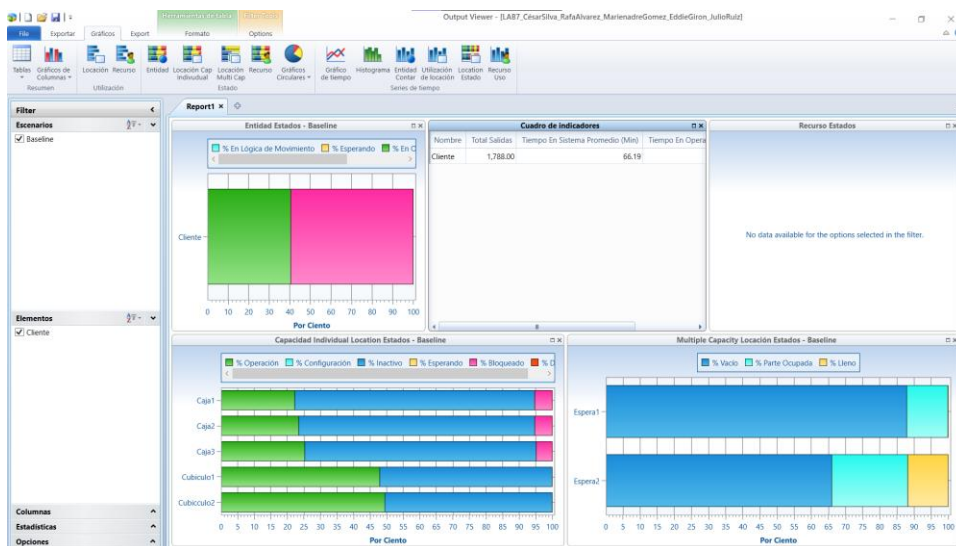 Herramientas de tabla
Output Viewer - [LAB7_CésarSilva_RafaAlvarez_MarienadreGomez_EddieGiron_JulioRuiz]
File Exportar Gráficos Export Formato Options
Tablas Gráficos de Columnas Locación Recurso Entidad Locación Cap Indivudual Locación Multi Cap Recurso Gráficos Circulares Gráfico de tiempo Histograma Entidad Contar Utilización de locación Location Estado Recurso Uso
Resumen Utilización Estado Series de tiempo
Filter
Escenarios
Baseline
Elementos
Cliente
Columnas
Estadísticas
Opciones
Report1
Entidad Estados - Baseline
% En Lógica de Movimiento % Esperando % En O
Cliente
0 10 20 30 40 50 60 70 80 90 100
Por Ciento
Cuadro de indicadores
Nombre Total Salidas Tiempo En Sistema Promedio (Min) Tiempo En Opera
Cliente 1,788.00 66.19
Recurso Estados
No data available for the options selected in the filter.
Capacidad Individual Location Estados - Baseline
% Operación % Configuración % Inactivo % Esperando % Bloqueado % D
Caja1
Caja2
Caja3
Cubiculo1
Cubicculo2
0 5 10 15 20 25 30 35 40 45 50 55 60 65 70 75 80 85 90 95 100
Por Ciento
Multiple Capacity Locación Estados - Baseline
% Vacío % Parte Ocupada % Lleno
Espera1
Espera2
0 5 10 15 20 25 30 35 40 45 50 55 60 65 70 75 80 85 90 95 100
Por Ciento